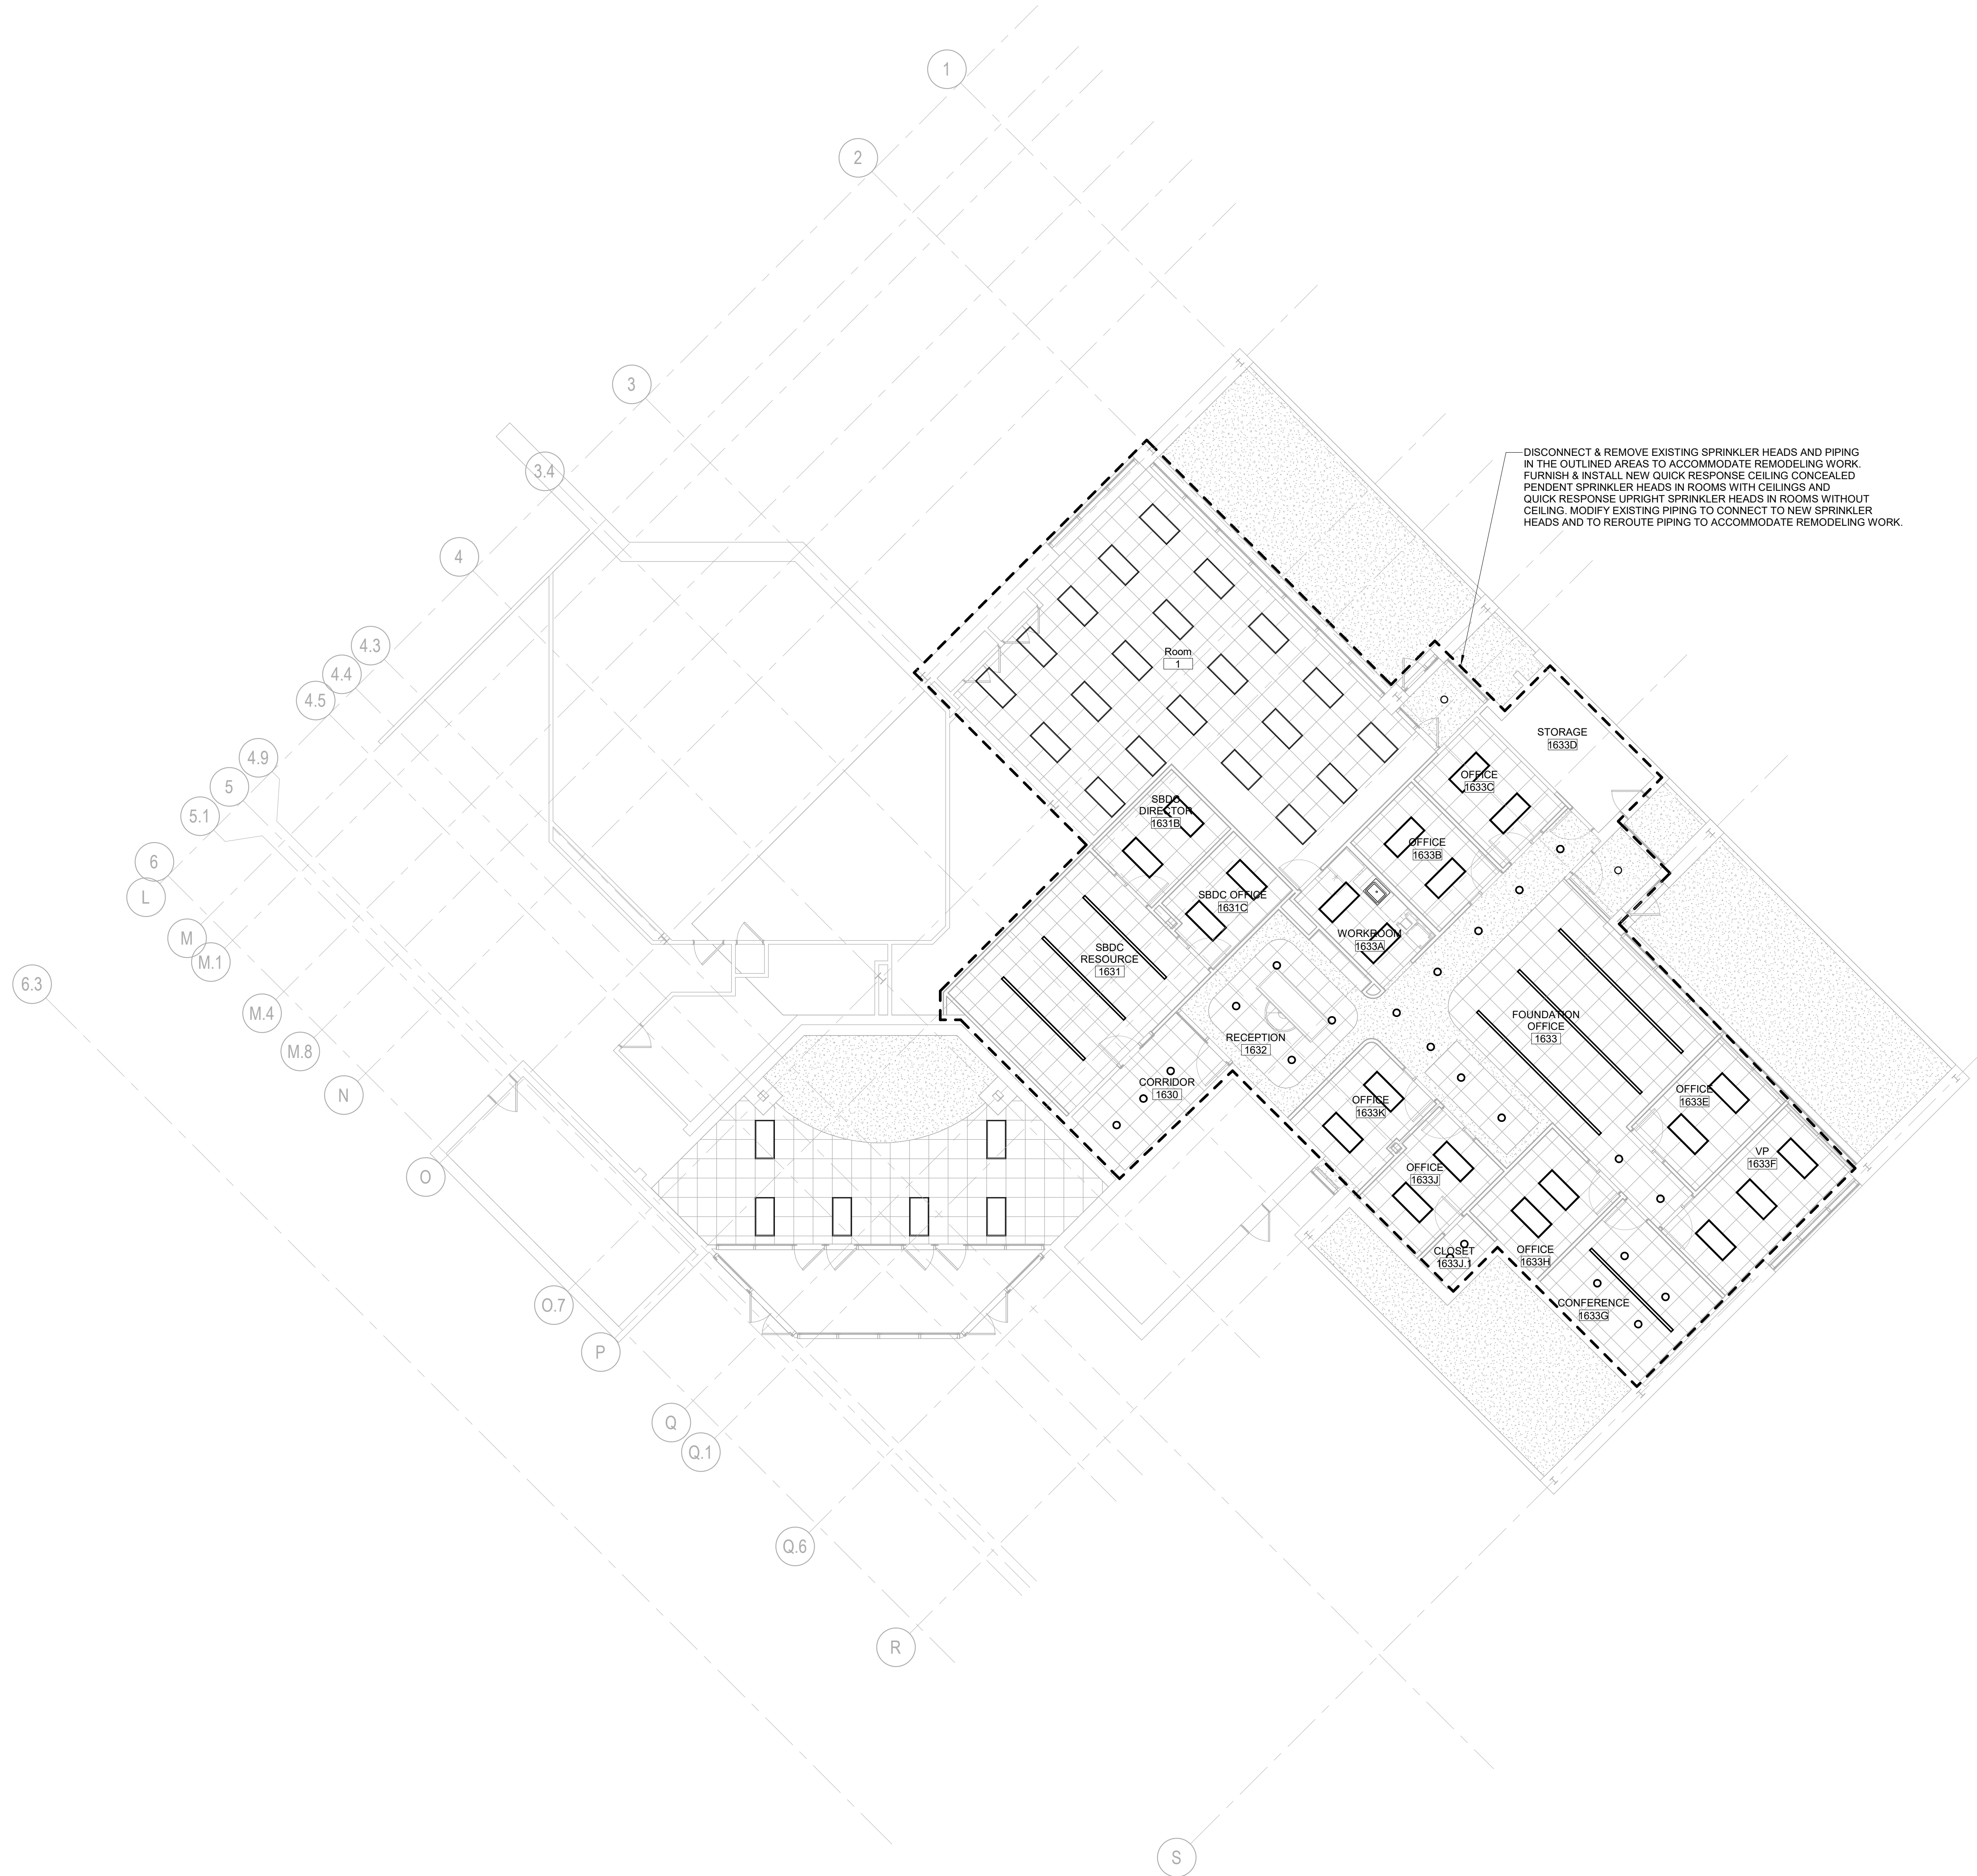 1
2
3
3.4
4
4.3
4.4
4.5
4.9
5
5.1
6
L
M
M.1
6.3
M.4
M.8
N
O
O.7
P
Q
Q.1
Q.6
R
S
DISCONNECT & REMOVE EXISTING SPRINKLER HEADS AND PIPING
IN THE OUTLINED AREAS TO ACCOMMODATE REMODELING WORK.
FURNISH & INSTALL NEW QUICK RESPONSE CEILING CONCEALED
PENDENT SPRINKLER HEADS IN ROOMS WITH CEILINGS AND
QUICK RESPONSE UPRIGHT SPRINKLER HEADS IN ROOMS WITHOUT
CEILING. MODIFY EXISTING PIPING TO CONNECT TO NEW SPRINKLER
HEADS AND TO REROUTE PIPING TO ACCOMMODATE REMODELING WORK.
Room
1
STORAGE
1633D
OFFICE
1633C
SBDC
DIRECTOR
1631B
OFFICE
1633B
SBDC OFFICE
1631C
WORKROOM
1633A
SBDC
RESOURCE
1631
FOUNDATION
OFFICE
1633
RECEPTION
1632
CORRIDOR
1630
OFFICE
1633K
OFFICE
1633E
VP
1633F
OFFICE
1633J
CLOSET
1633J.1
OFFICE
1633H
CONFERENCE
1633G